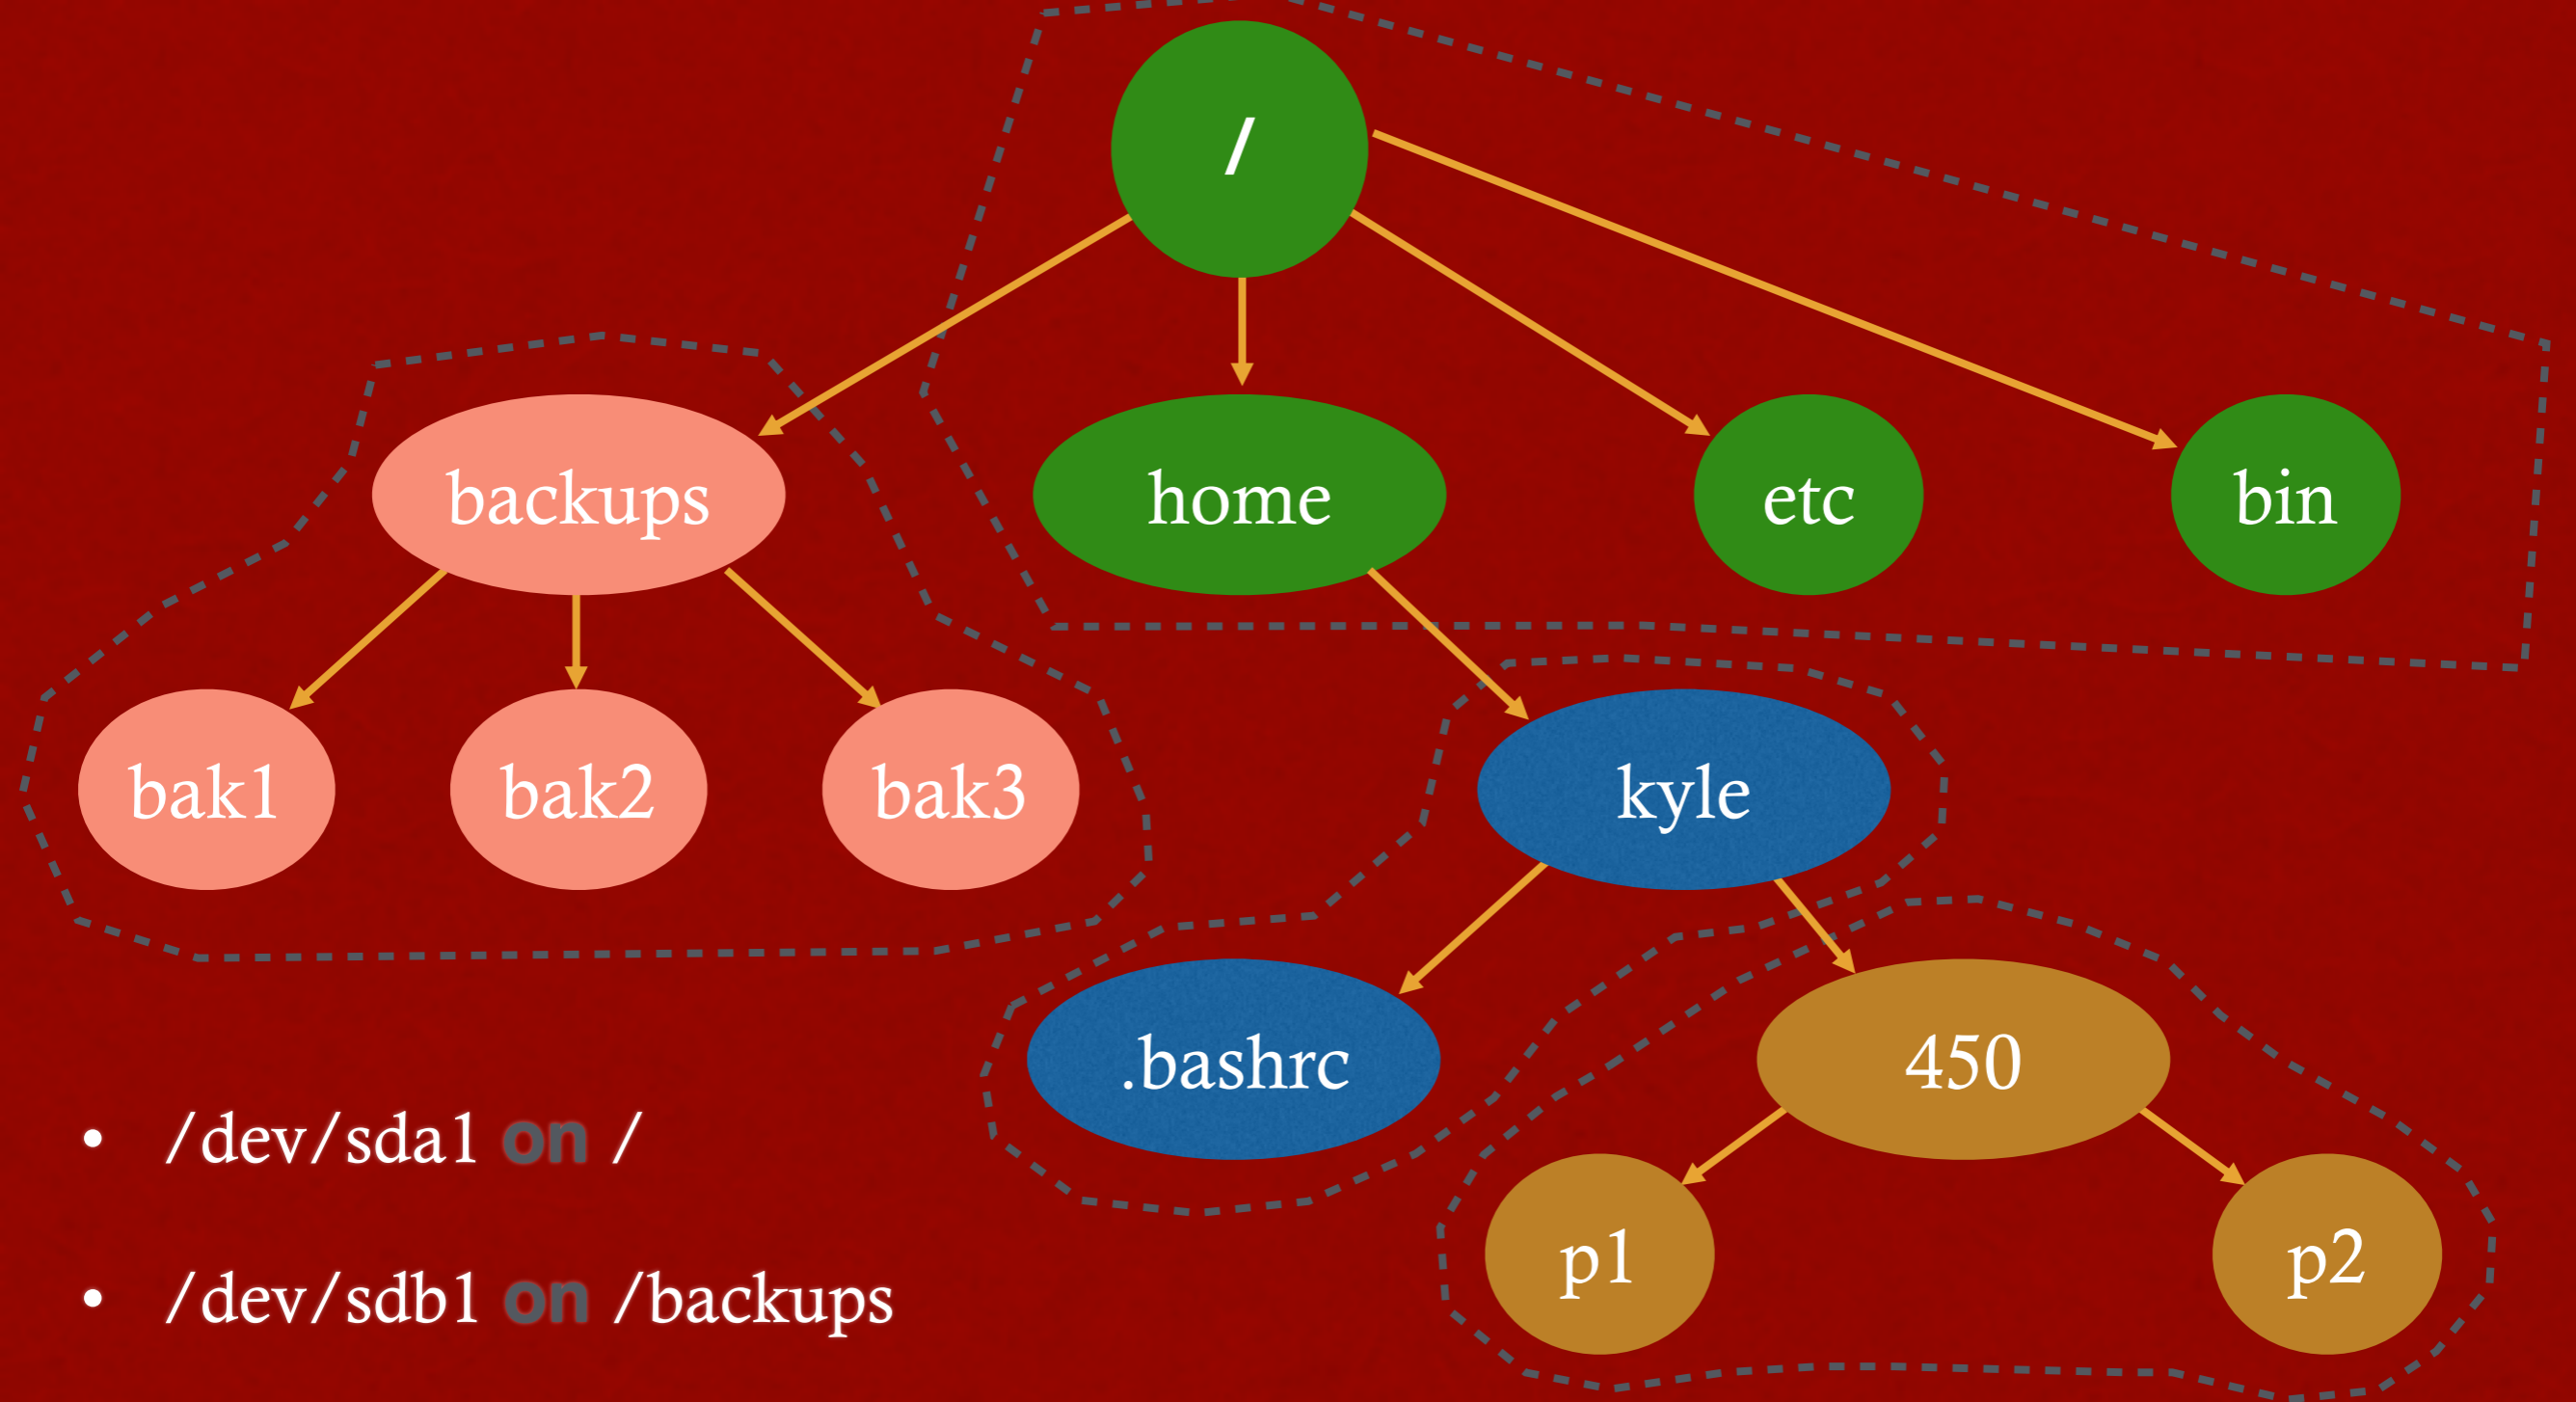 /
backups
home
etc
bin
bak1
bak2
bak3
kyle
.bashrc
450
p1
p2
• /dev/sda1 on /
• /dev/sdb1 on /backups